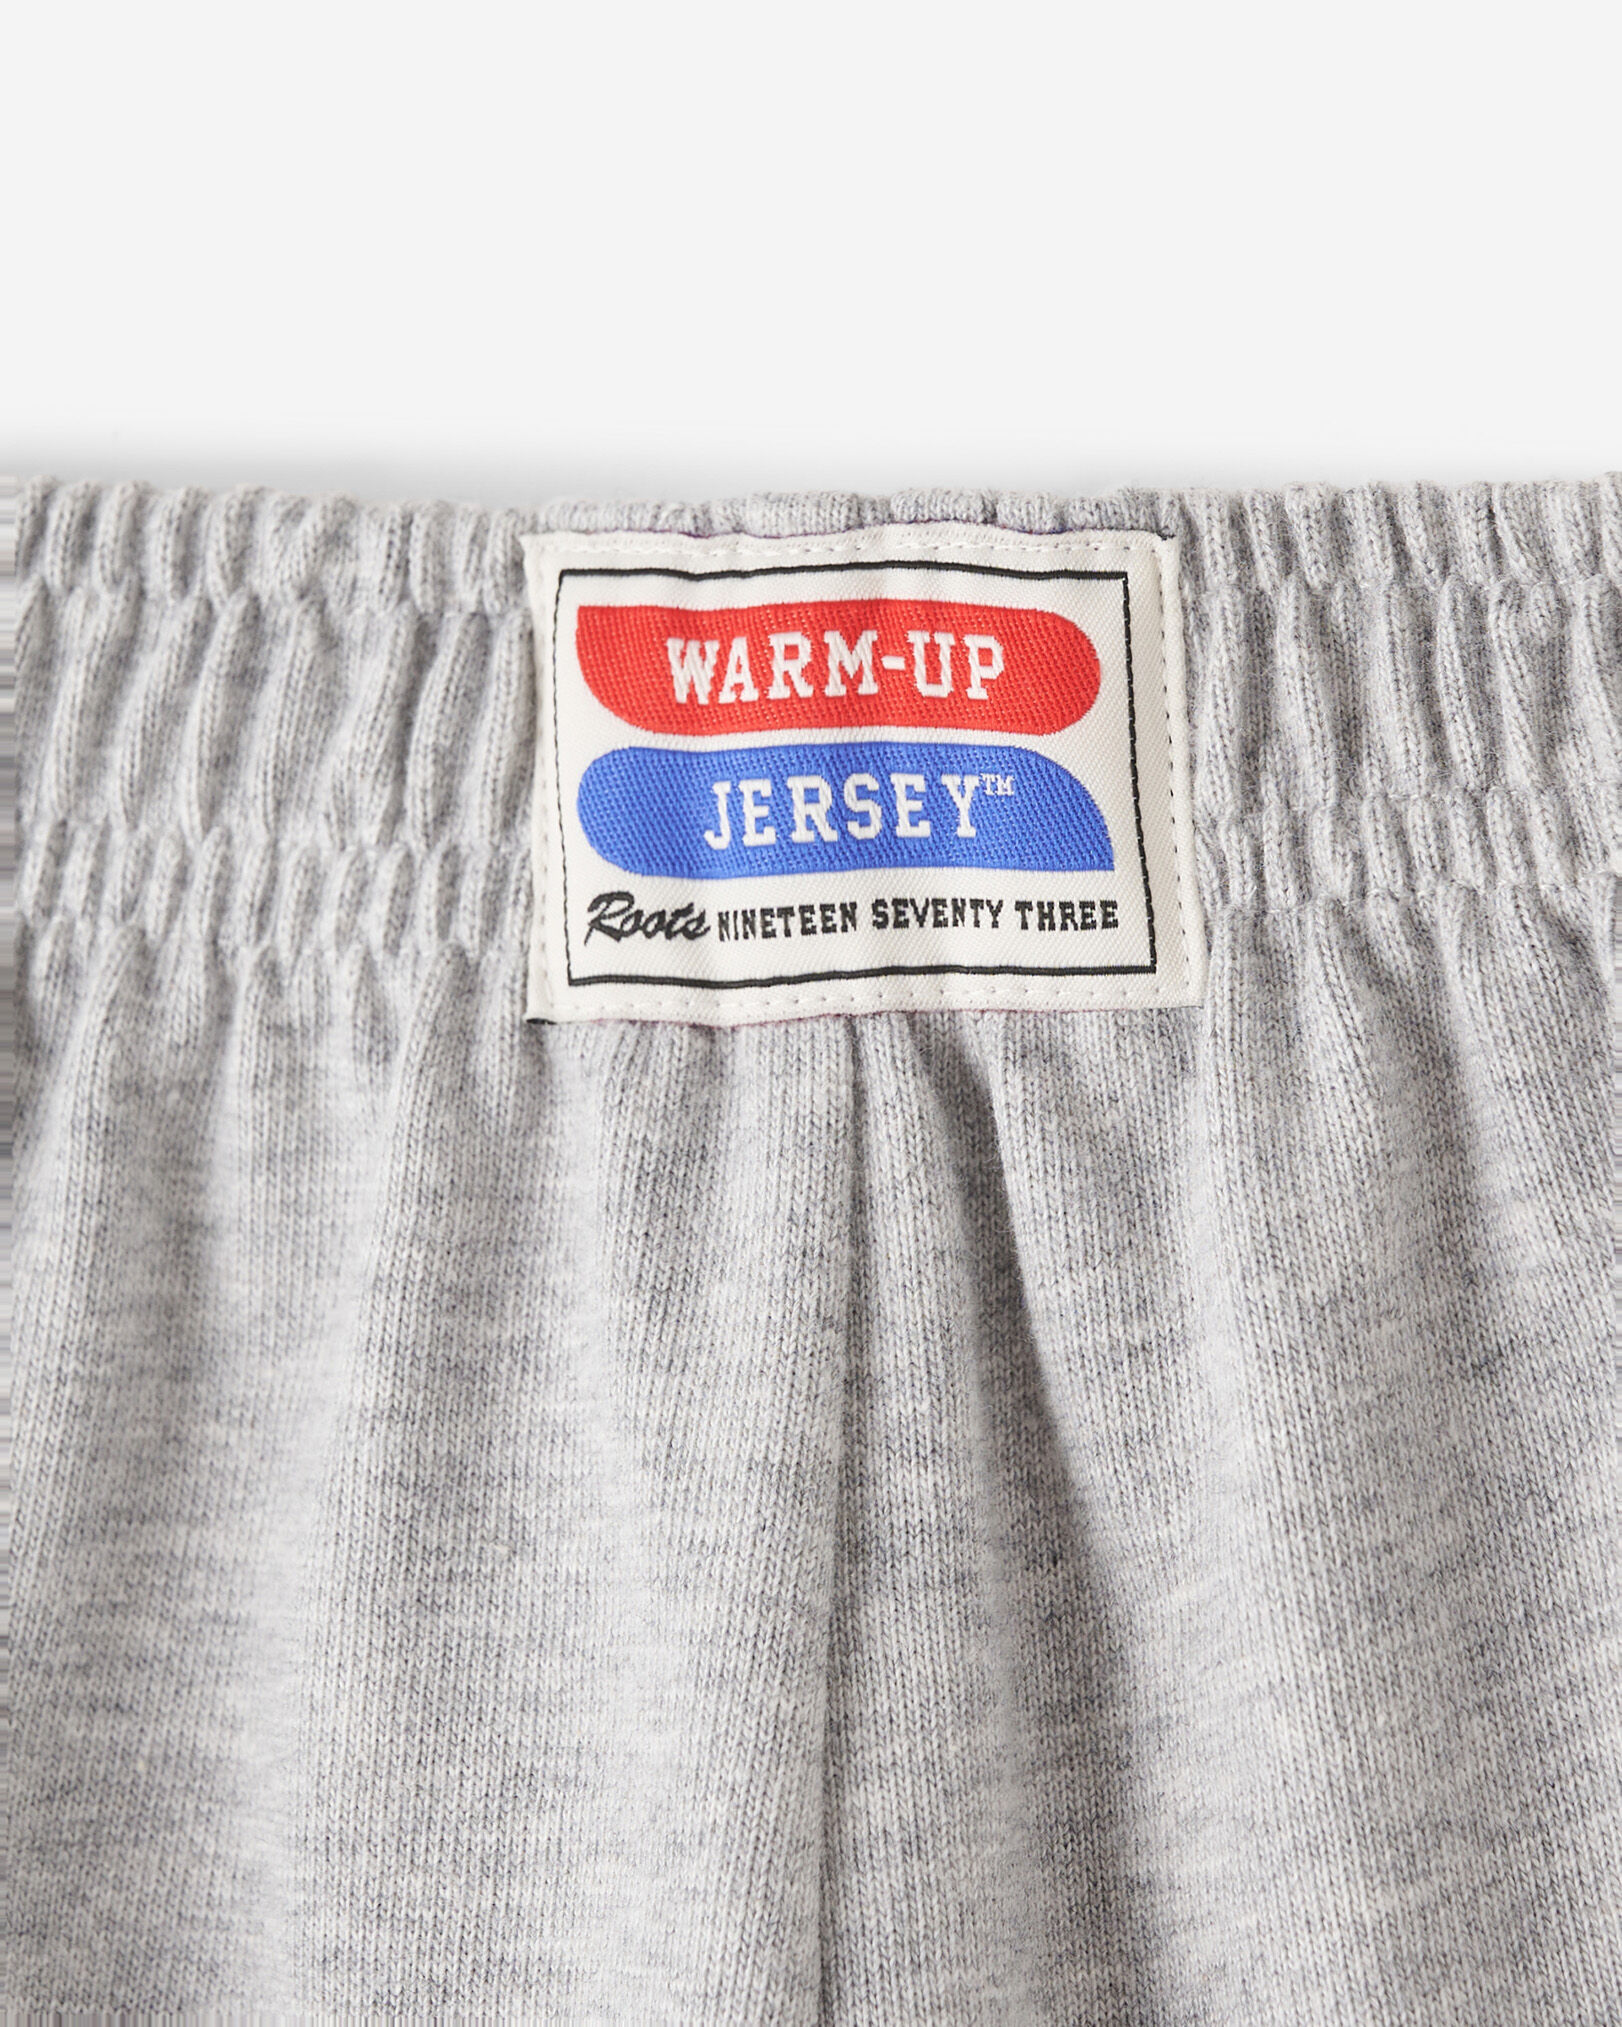 WARM-UP
JERSEY™
Roots NINETEEN SEVENTY THREE